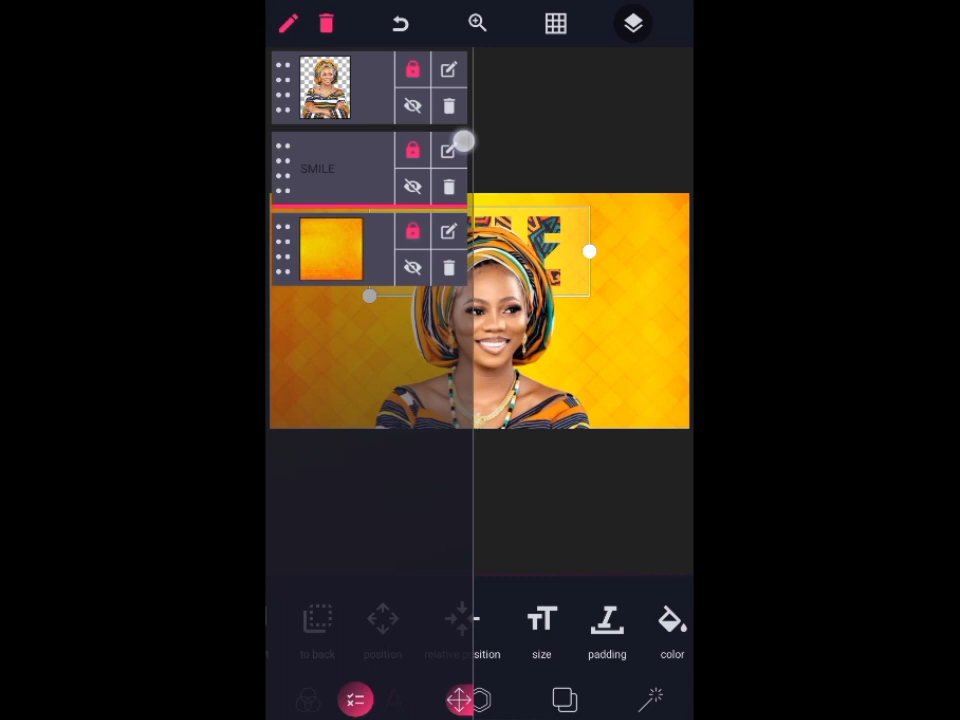 SMILE
to back
position
relative position
size
padding
color